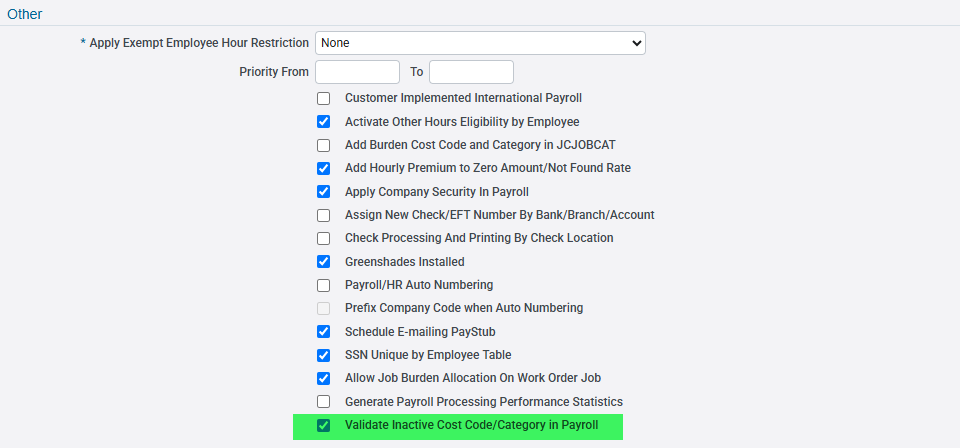 Other
* Apply Exempt Employee Hour Restriction None
Priority From To
Customer Implemented International Payroll
Activate Other Hours Eligibility by Employee
Add Burden Cost Code and Category in JCJOBCAT
Add Hourly Premium to Zero Amount/Not Found Rate
Apply Company Security In Payroll
Assign New Check/EFT Number By Bank/Branch/Account
Check Processing And Printing By Check Location
Greenshades Installed
Payroll/HR Auto Numbering
Prefix Company Code when Auto Numbering
Schedule E-mailing PayStub
SSN Unique by Employee Table
Allow Job Burden Allocation On Work Order Job
Generate Payroll Processing Performance Statistics
Validate Inactive Cost Code/Category in Payroll